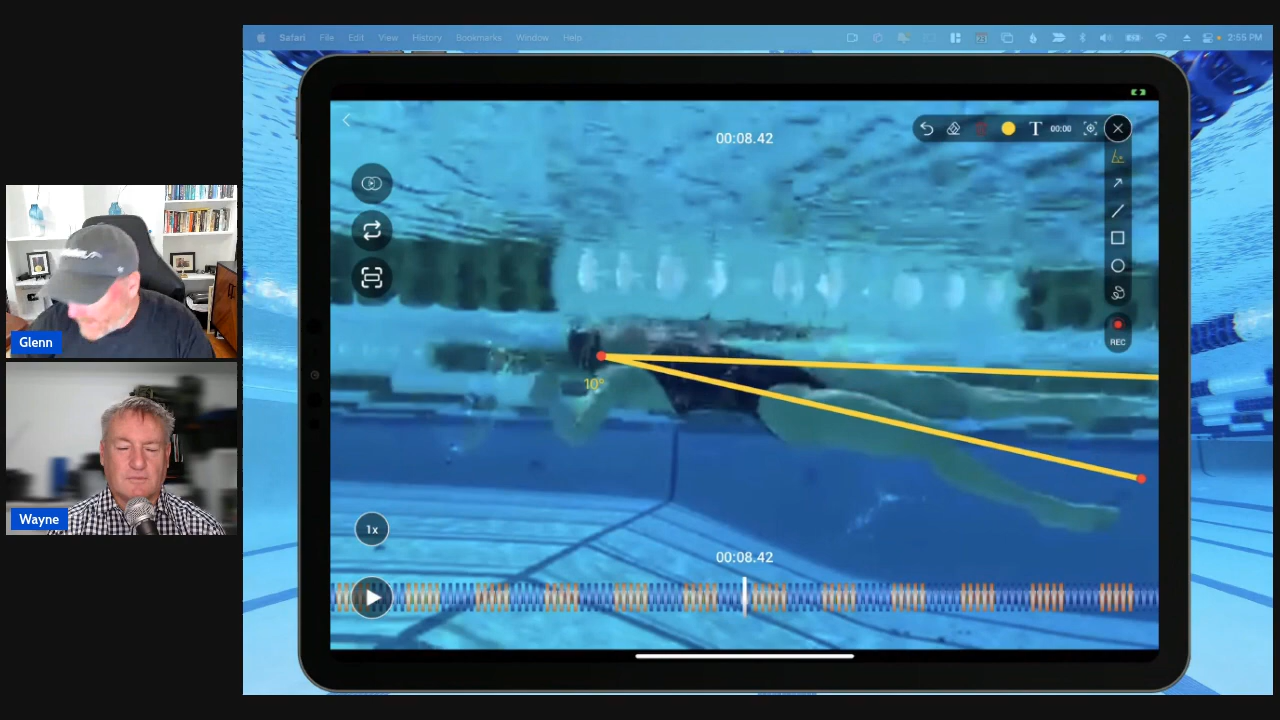 Safari File Edit View History Bookmarks Window Help 2:55 PM
00:08.42
T 00:00
REC
10°
1x
00:08.42
Glenn
Wayne